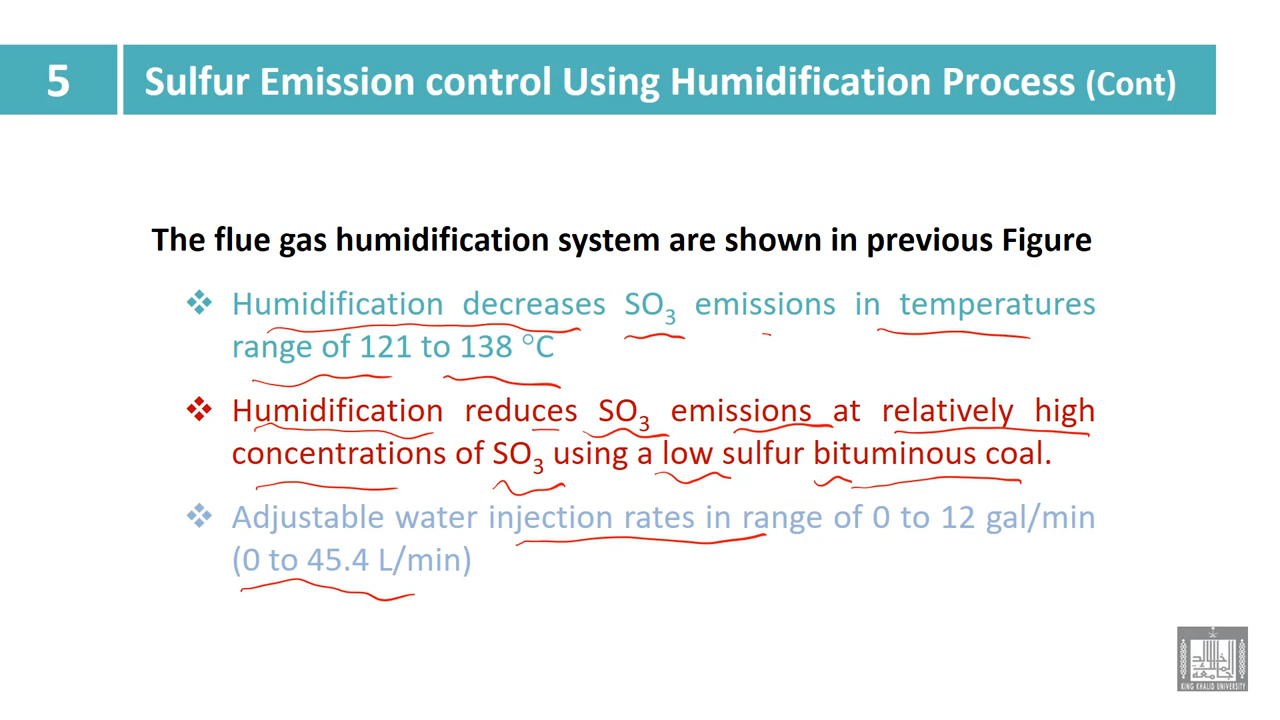 5
Sulfur Emission control Using Humidification Process (Cont)
The flue gas humidification system are shown in previous Figure
❖ Humidification decreases SO₃ emissions in temperatures
range of 121 to 138 °C
❖ Humidification reduces SO₃ emissions at relatively high
concentrations of SO₃ using a low sulfur bituminous coal.
❖ Adjustable water injection rates in range of 0 to 12 gal/min
(0 to 45.4 L/min)
KING KHALID UNIVERSITY